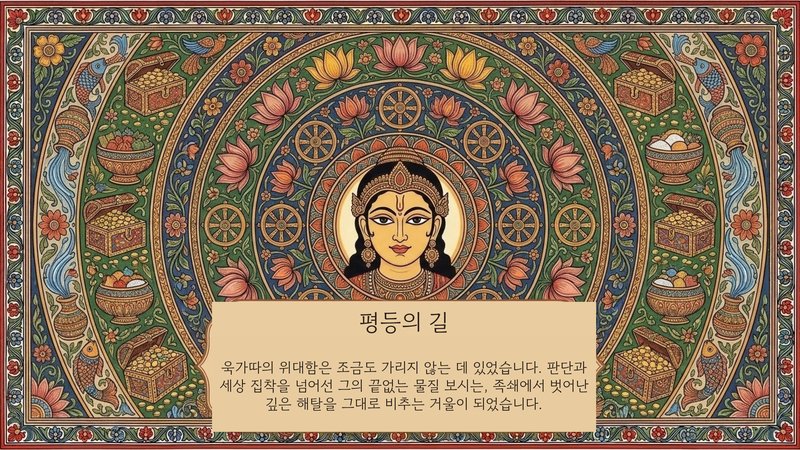 평등의 길
욱가따의 위대함은 조금도 가리지 않는 데 있었습니다. 판단과
세상 집착을 넘어선 그의 끝없는 물질 보시는, 족쇄에서 벗어난
깊은 해탈을 그대로 비추는 거울이 되었습니다.